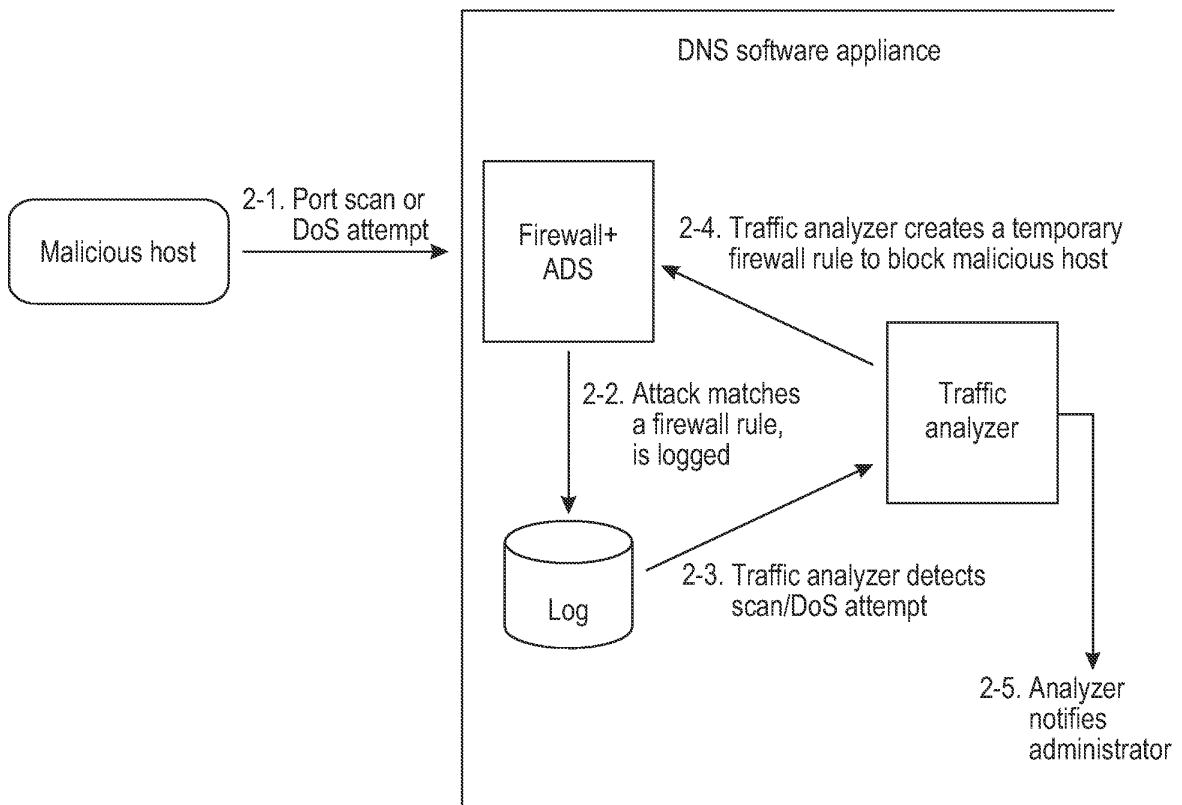 DNS software appliance
Malicious host
2-1. Port scan or
DoS attempt
Firewall+
ADS
2-4. Traffic analyzer creates a temporary
firewall rule to block malicious host
2-2. Attack matches
a firewall rule,
is logged
Traffic
analyzer
Log
2-3. Traffic analyzer detects
scan/DoS attempt
2-5. Analyzer
notifies
administrator